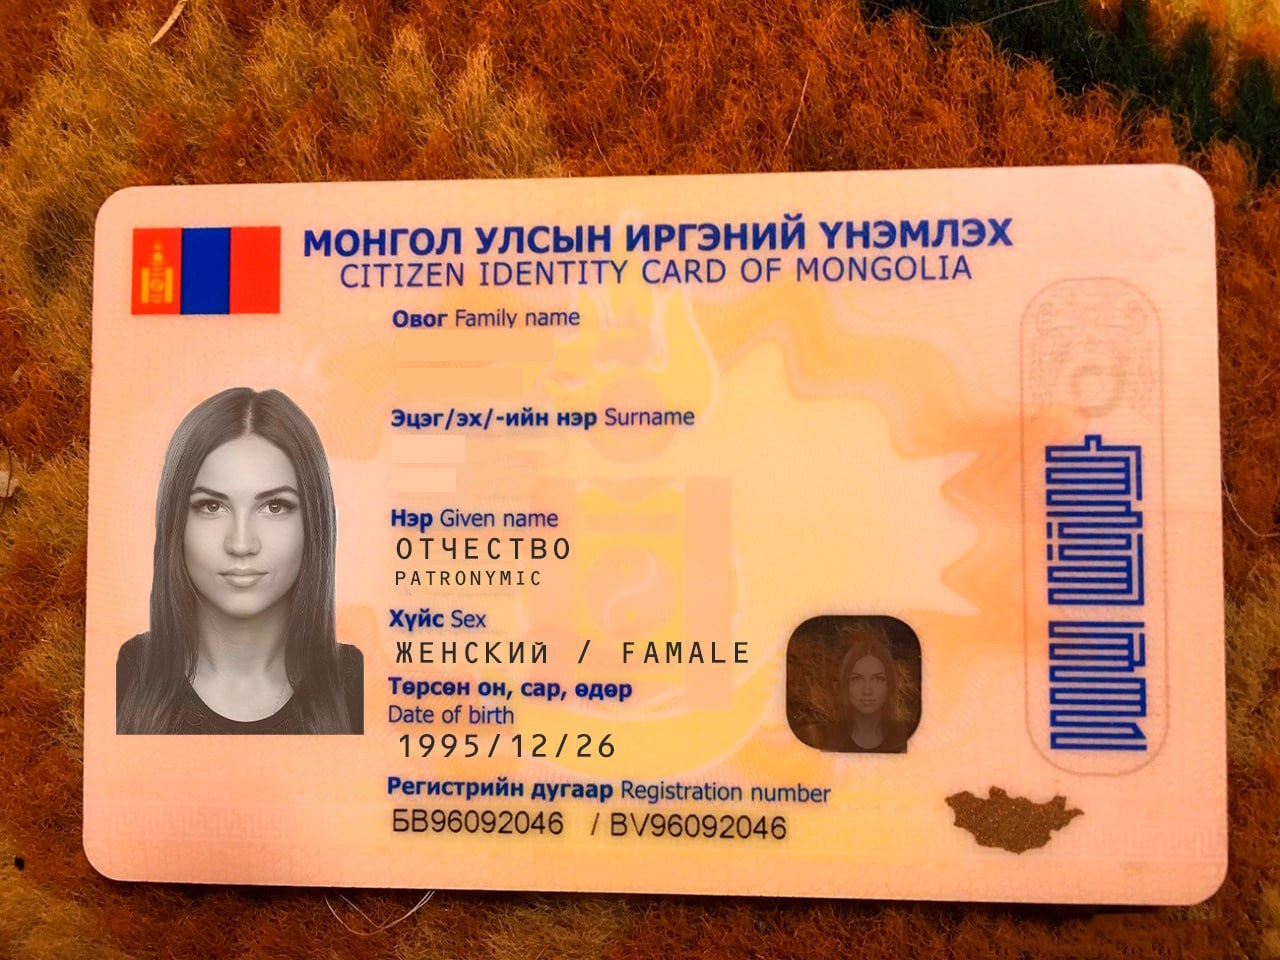 МОНГОЛ УЛСЫН ИРГЭНИЙ ҮНЭМЛЭХ
CITIZEN IDENTITY CARD OF MONGOLIA
Овог Family name
Эцэг/эх/-ийн нэр Surname
Нэр Given name
ОТЧЕСТВО
PATRONYMIC
Хүйс Sex
ЖЕНСКИй / FAMALE
Төрсөн он, сар, өдөр
Date of birth
1995/12/26
Регистрийн дугаар Registration number
БВ96092046 / BV96092046